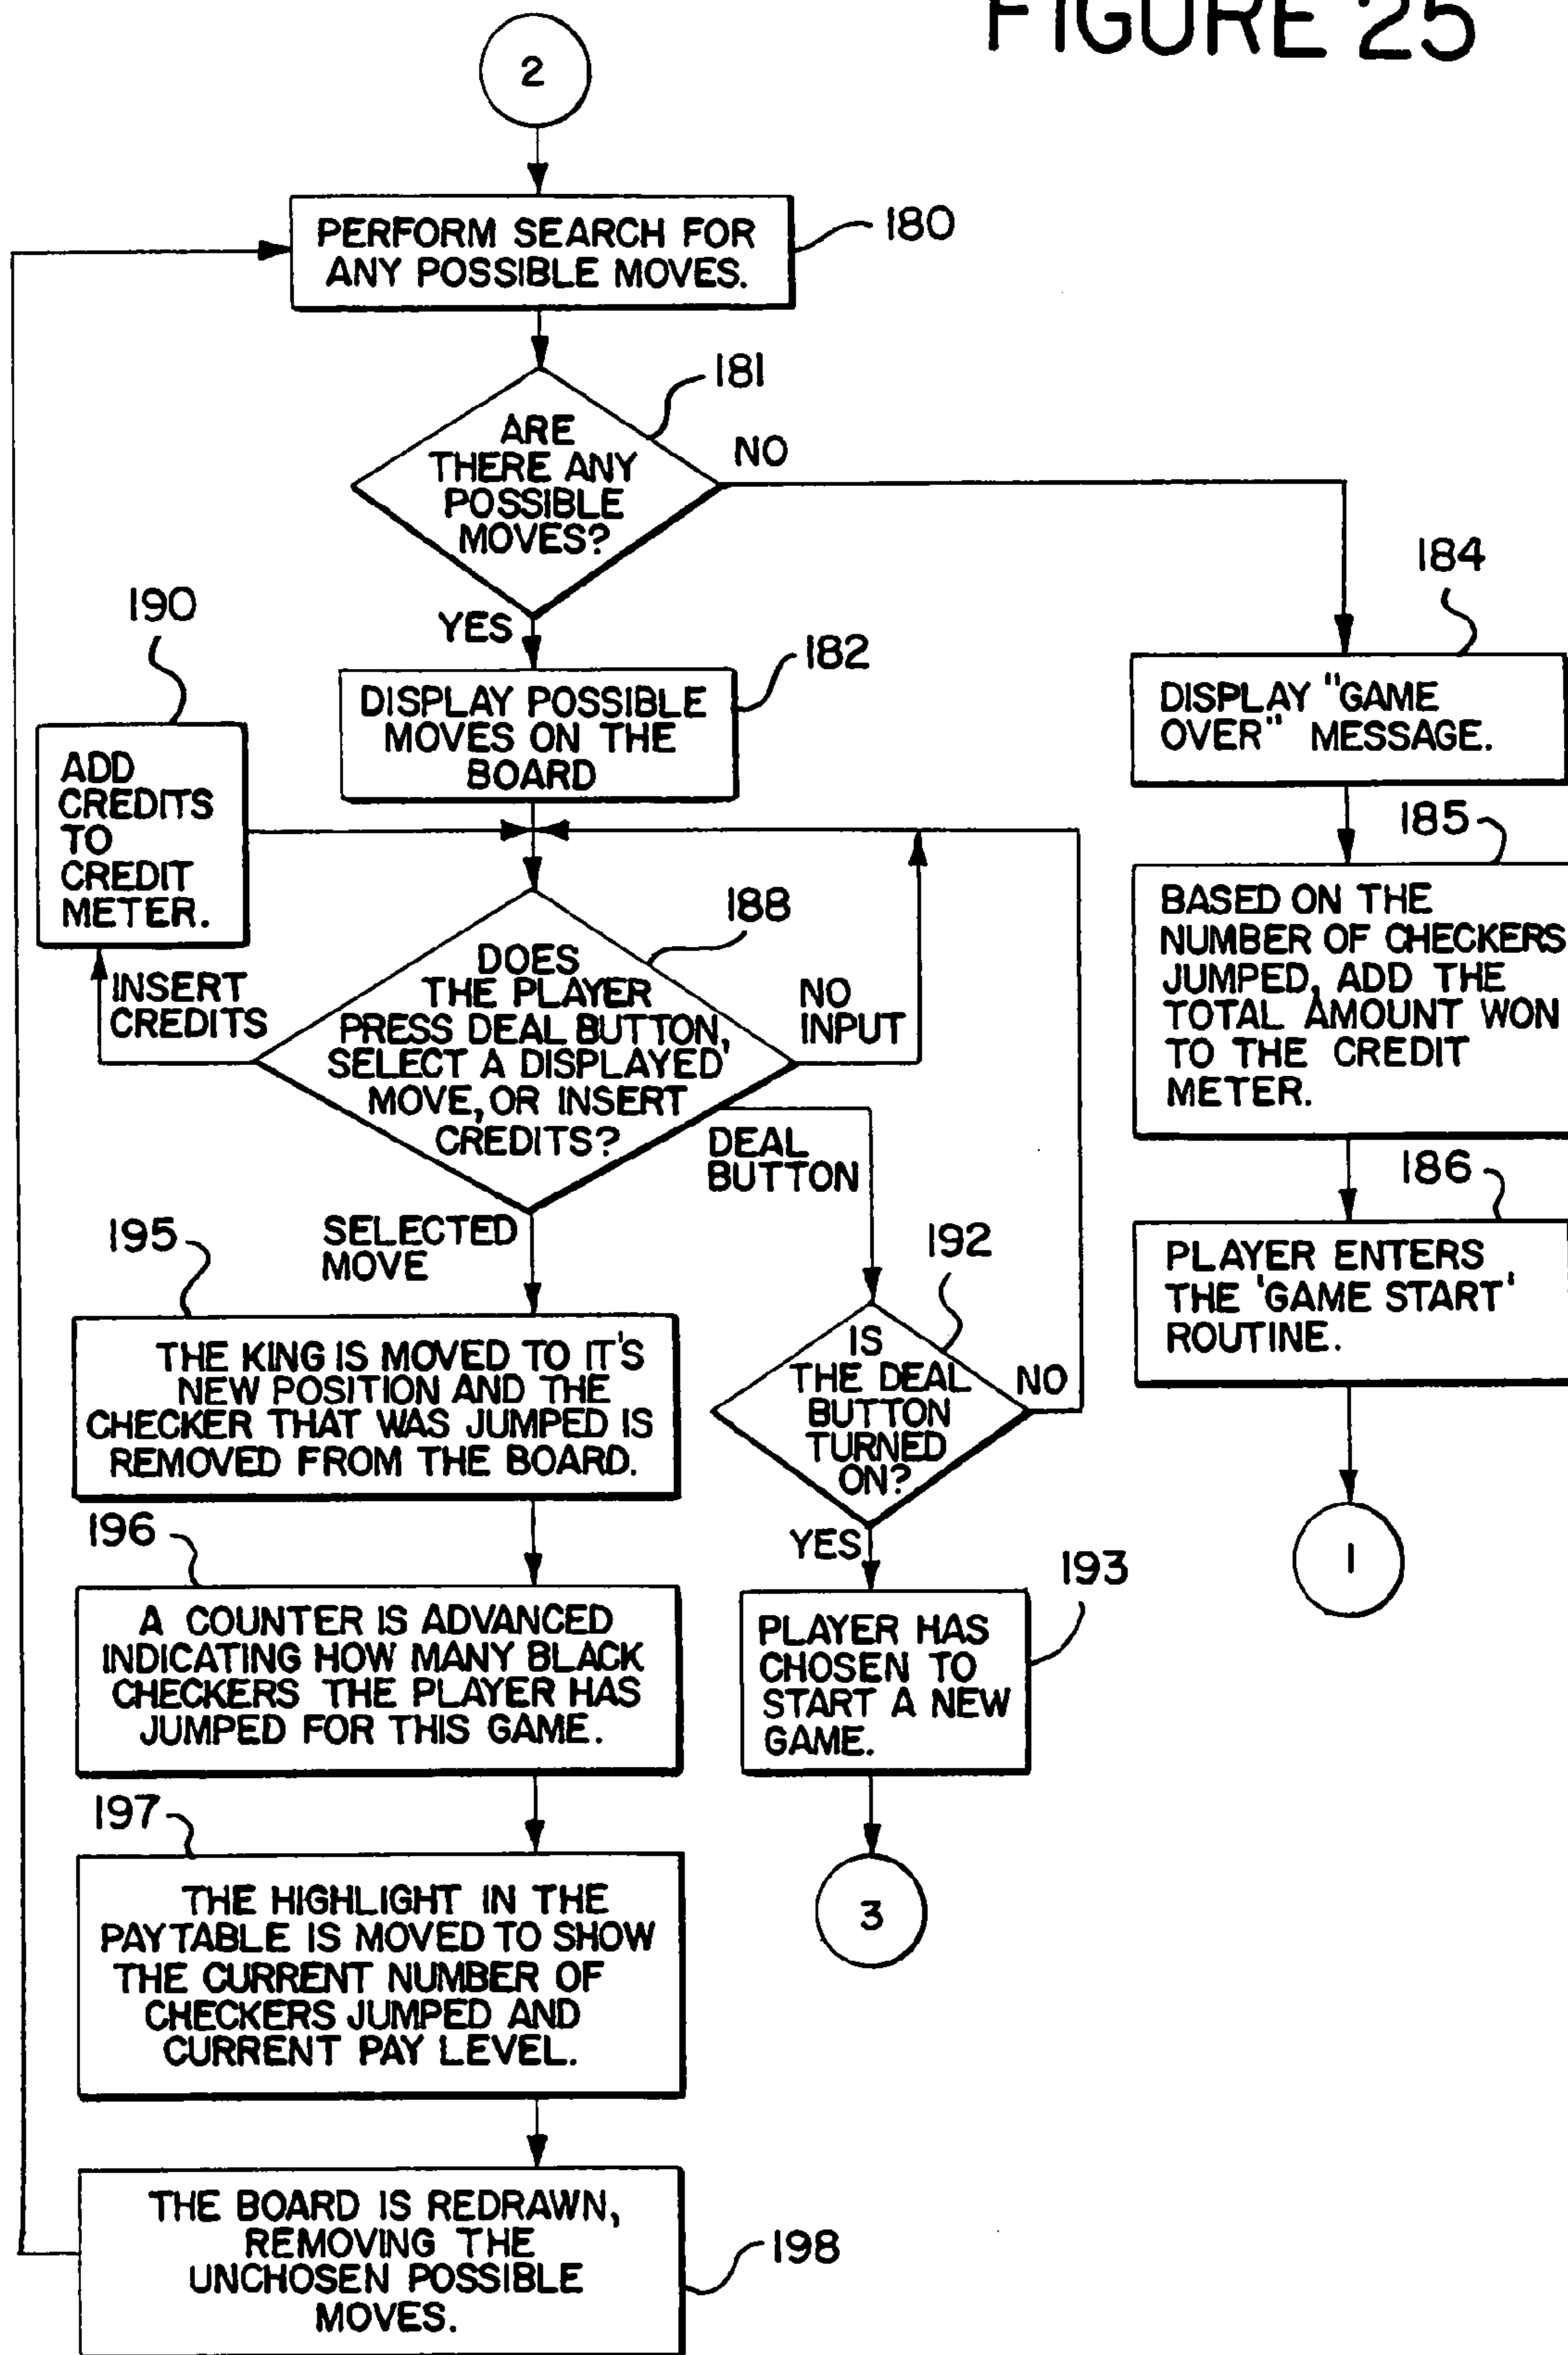 FIGURE 25
2
PERFORM SEARCH FOR
ANY POSSIBLE MOVES.
180
181
ARE
THERE ANY
POSSIBLE
MOVES?
NO
YES
182
DISPLAY POSSIBLE
MOVES ON THE
BOARD
184
DISPLAY "GAME
OVER" MESSAGE.
185
BASED ON THE
NUMBER OF CHECKERS
JUMPED, ADD THE
TOTAL AMOUNT WON
TO THE CREDIT
METER.
186
PLAYER ENTERS
THE 'GAME START'
ROUTINE.
1
190
ADD
CREDITS
TO
CREDIT
METER.
INSERT
CREDITS
188
DOES
THE PLAYER
PRESS DEAL BUTTON,
SELECT A DISPLAYED
MOVE, OR INSERT
CREDITS?
NO
INPUT
DEAL
BUTTON
SELECTED
MOVE
192
IS
THE DEAL
BUTTON
TURNED
ON?
NO
YES
193
PLAYER HAS
CHOSEN TO
START A NEW
GAME.
3
195
THE KING IS MOVED TO IT'S
NEW POSITION AND THE
CHECKER THAT WAS JUMPED IS
REMOVED FROM THE BOARD.
196
A COUNTER IS ADVANCED
INDICATING HOW MANY BLACK
CHECKERS THE PLAYER HAS
JUMPED FOR THIS GAME.
197
THE HIGHLIGHT IN THE
PAYTABLE IS MOVED TO SHOW
THE CURRENT NUMBER OF
CHECKERS JUMPED AND
CURRENT PAY LEVEL.
THE BOARD IS REDRAWN,
REMOVING THE
UNCHOSEN POSSIBLE
MOVES.
198